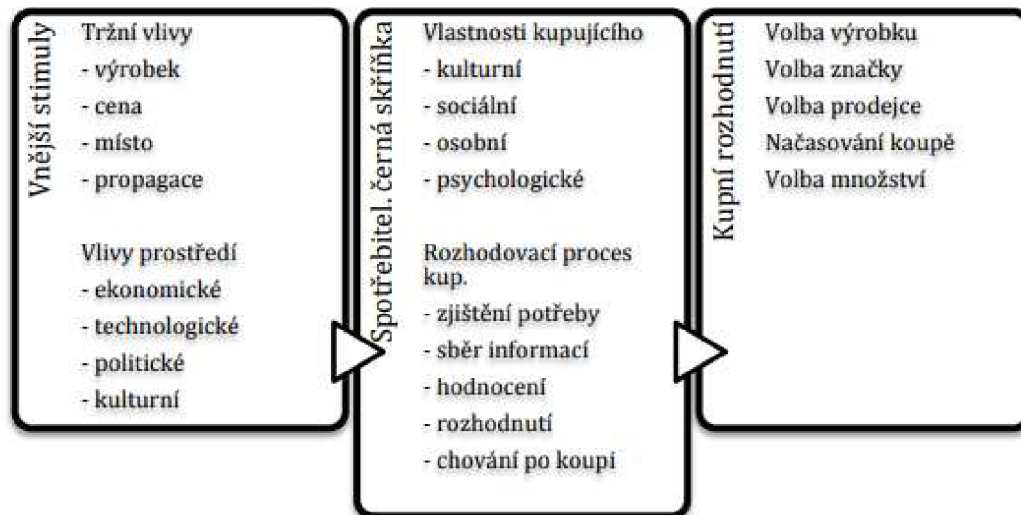 Vnější stimuly
Tržní vlivy
- výrobek
- cena
- místo
- propagace
Vlivy prostředí
- ekonomické
- technologické
- politické
- kulturní
Spotřebitel. černá skříňka
Vlastnosti kupujícího
- kulturní
- sociální
- osobní
- psychologické
Rozhodovací proces
kup.
- zjištění potřeby
- sběr informací
- hodnocení
- rozhodnutí
- chování po koupi
Kupní rozhodnutí
Volba výrobku
Volba značky
Volba prodejce
Načasování koupě
Volba množství